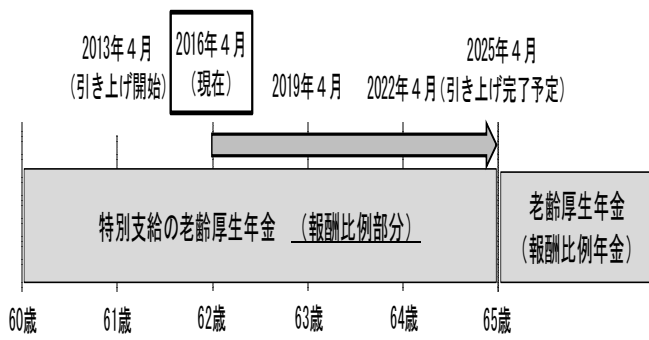 2013年４月
(引き上げ開始)
2016年４月
(現在)
2019年４月
2022年４月
2025年４月
(引き上げ完了予定)
特別支給の老齢厚生年金　(報酬比例部分)
老齢厚生年金
(報酬比例年金)
60歳
61歳
62歳
63歳
64歳
65歳